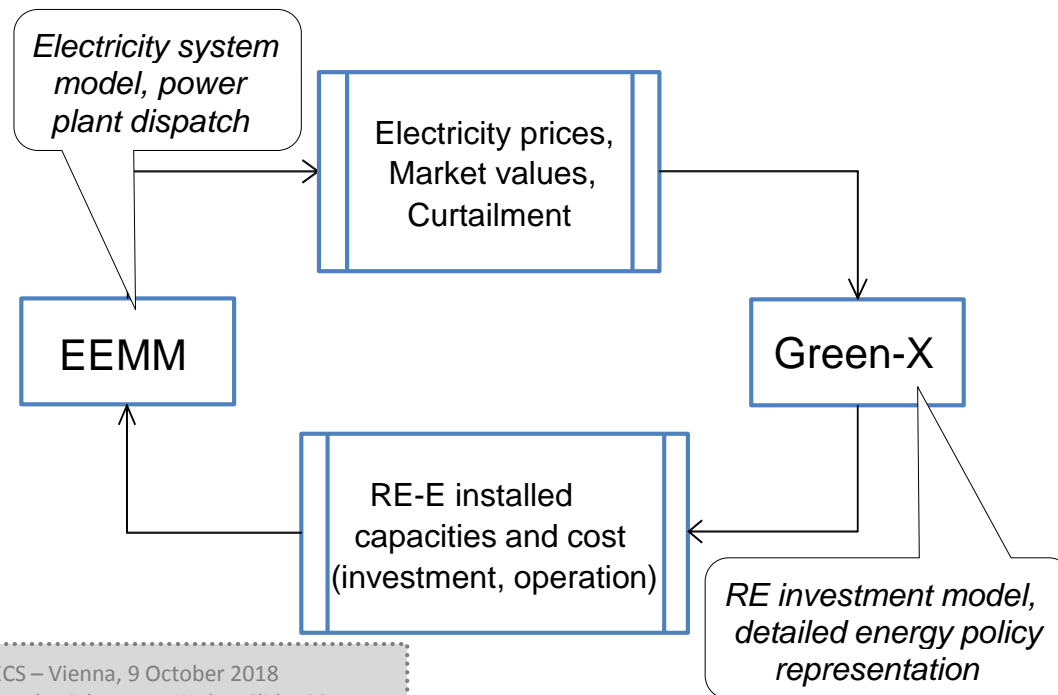 Electricity system
model, power
plant dispatch
Electricity prices,
Market values,
Curtailment
EEMM
Green-X
RE-E installed
capacities and cost
(investment, operation)
RE investment model,
detailed energy policy
representation
ECS – Vienna, 9 October 2018